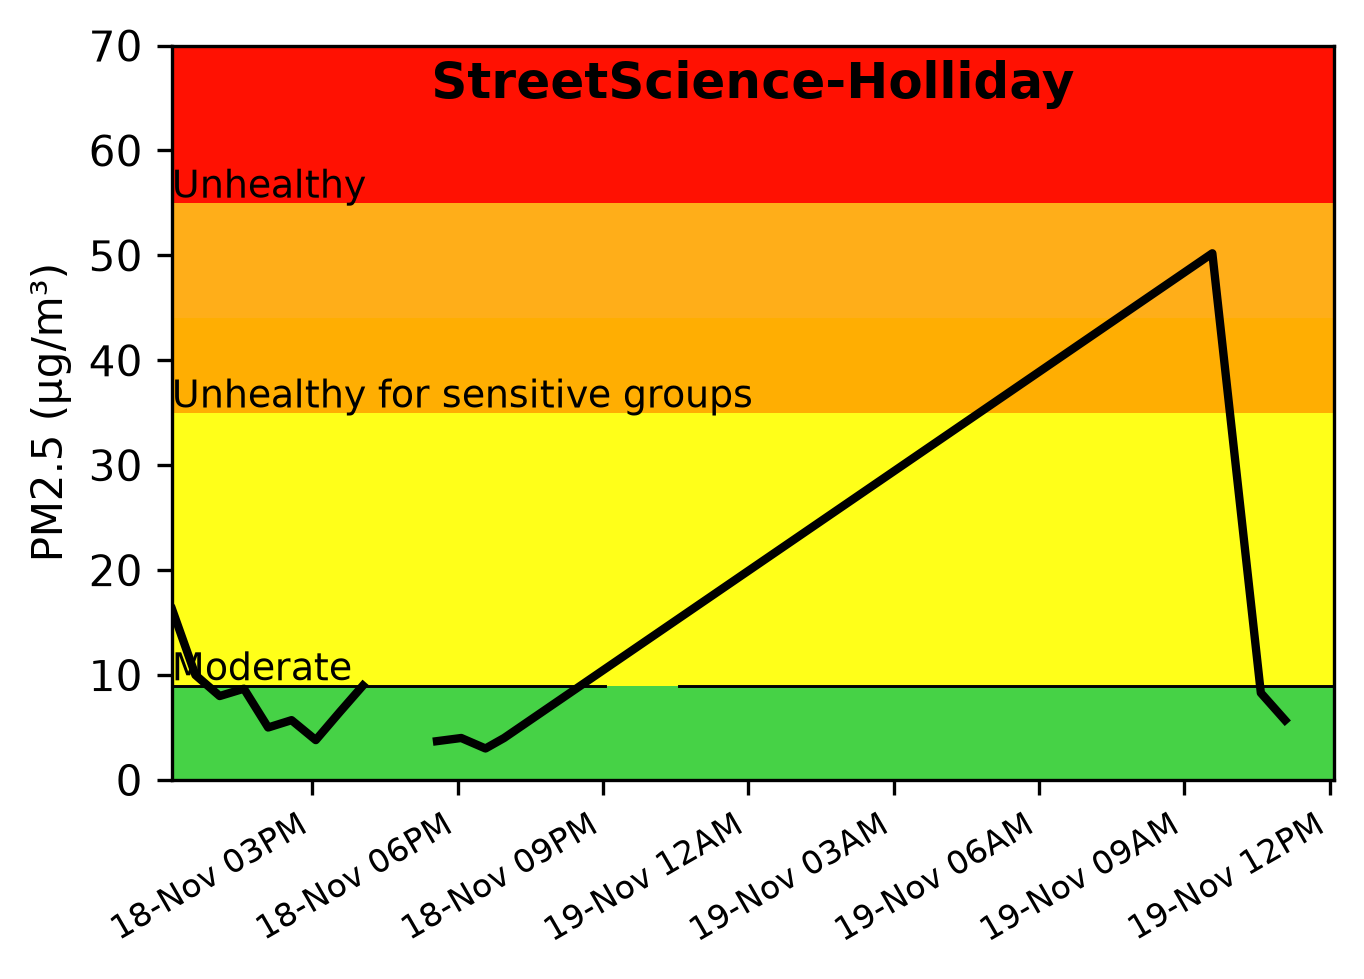 StreetScience-Holliday
PM2.5 (µg/m³)
70
60
50
40
30
20
10
0
Unhealthy
Unhealthy for sensitive groups
Moderate
18-Nov 03PM
18-Nov 06PM
18-Nov 09PM
19-Nov 12AM
19-Nov 03AM
19-Nov 06AM
19-Nov 09AM
19-Nov 12PM